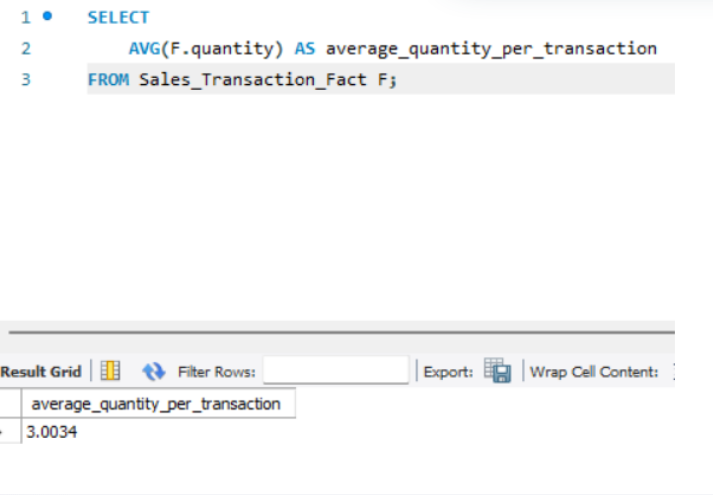 1 SELECT
2 AVG(F.quantity) AS average_quantity_per_transaction
3 FROM Sales_Transaction_Fact F;
Result Grid Filter Rows: Export: Wrap Cell Content:
average_quantity_per_transaction
3.0034